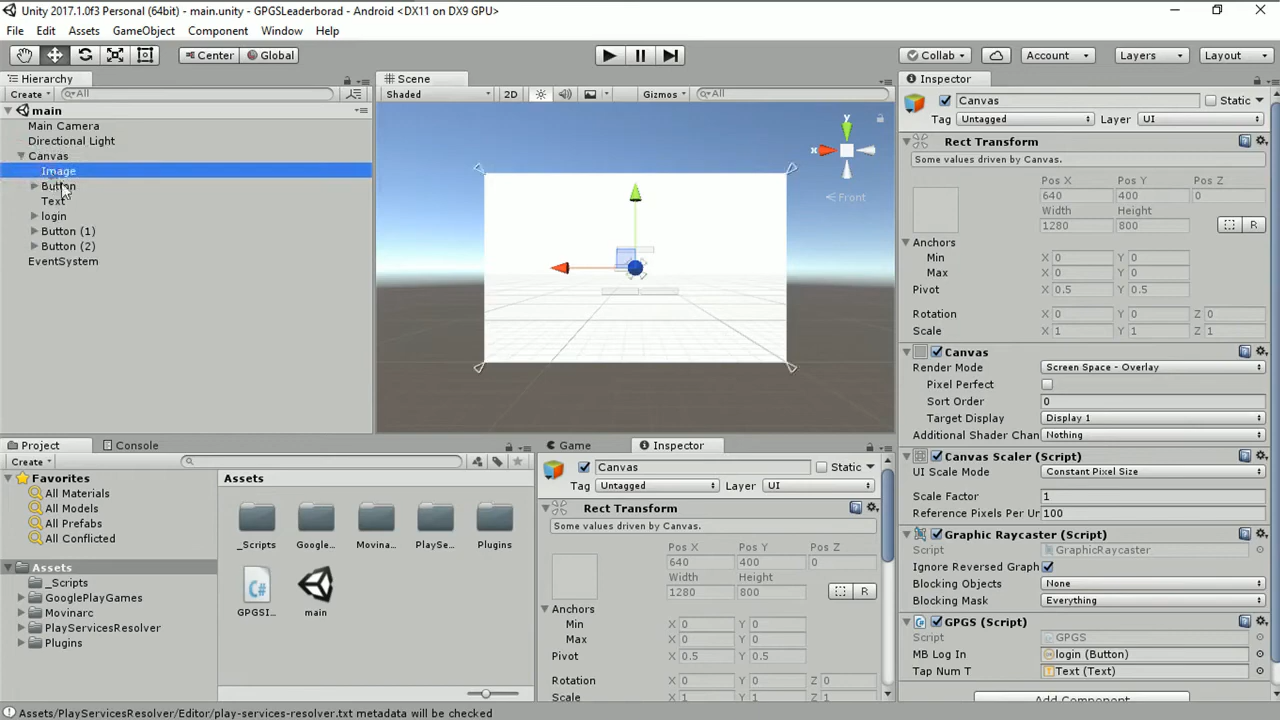 Unity 2017.1.0f3 Personal (64bit) - main.unity - GPGSLeaderborad - Android <DX11 on DX9 GPU>
File Edit Assets GameObject Component Window Help
Center Global Collab Account Layers Layout
Hierarchy
Create All
main
Main Camera
Directional Light
Canvas
Image
Button
Text
login
Button (1)
Button (2)
EventSystem
Scene
Shaded 2D Gizmos All
y
x
Front
Inspector
Canvas Static
Tag Untagged Layer UI
Rect Transform
Some values driven by Canvas.
Pos X Pos Y Pos Z
640 400 0
Width Height
1280 800 R
Anchors
Min X 0 Y 0
Max X 0 Y 0
Pivot X 0.5 Y 0.5
Rotation X 0 Y 0 Z 0
Scale X 1 Y 1 Z 1
Canvas
Render Mode Screen Space - Overlay
Pixel Perfect
Sort Order 0
Target Display Display 1
Additional Shader Chan Nothing
Canvas Scaler (Script)
UI Scale Mode Constant Pixel Size
Scale Factor 1
Reference Pixels Per Un 100
Graphic Raycaster (Script)
Script GraphicRaycaster
Ignore Reversed Graph
Blocking Objects None
Blocking Mask Everything
GPGS (Script)
Script GPGS
MB Log In login (Button)
Tap Num T Text (Text)
Add Component
Project Console
Create
Favorites
All Materials
All Models
All Prefabs
All Conflicted
Assets
_Scripts
GooglePlayGames
Movinarc
PlayServicesResolver
Plugins
Assets
_Scripts Google... Movina... PlaySe... Plugins
GPGSI... main
Game Inspector
Canvas Static
Tag Untagged Layer UI
Rect Transform
Some values driven by Canvas.
Pos X Pos Y Pos Z
640 400 0
Width Height
1280 800 R
Anchors
Min X 0 Y 0
Max X 0 Y 0
Pivot X 0.5 Y 0.5
Rotation X 0 Y 0 Z 0
Scale X 1 Y 1 Z 1
Assets/PlayServicesResolver/Editor/play-services-resolver.txt metadata will be checked